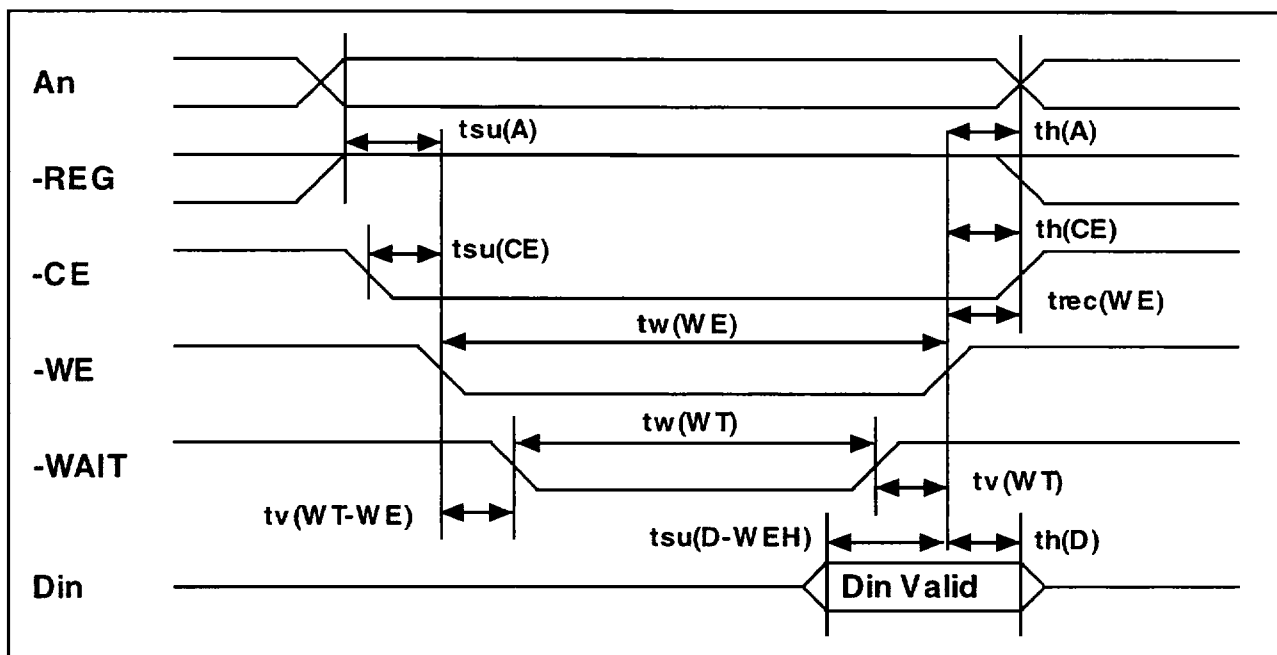 An
tsu(A)
th(A)
-REG
tsu(CE)
th(CE)
-CE
tw(WE)
trec(WE)
-WE
tw(WT)
-WAIT
tv(WT-WE)
tv(WT)
tsu(D-WEH)
th(D)
Din
Din Valid